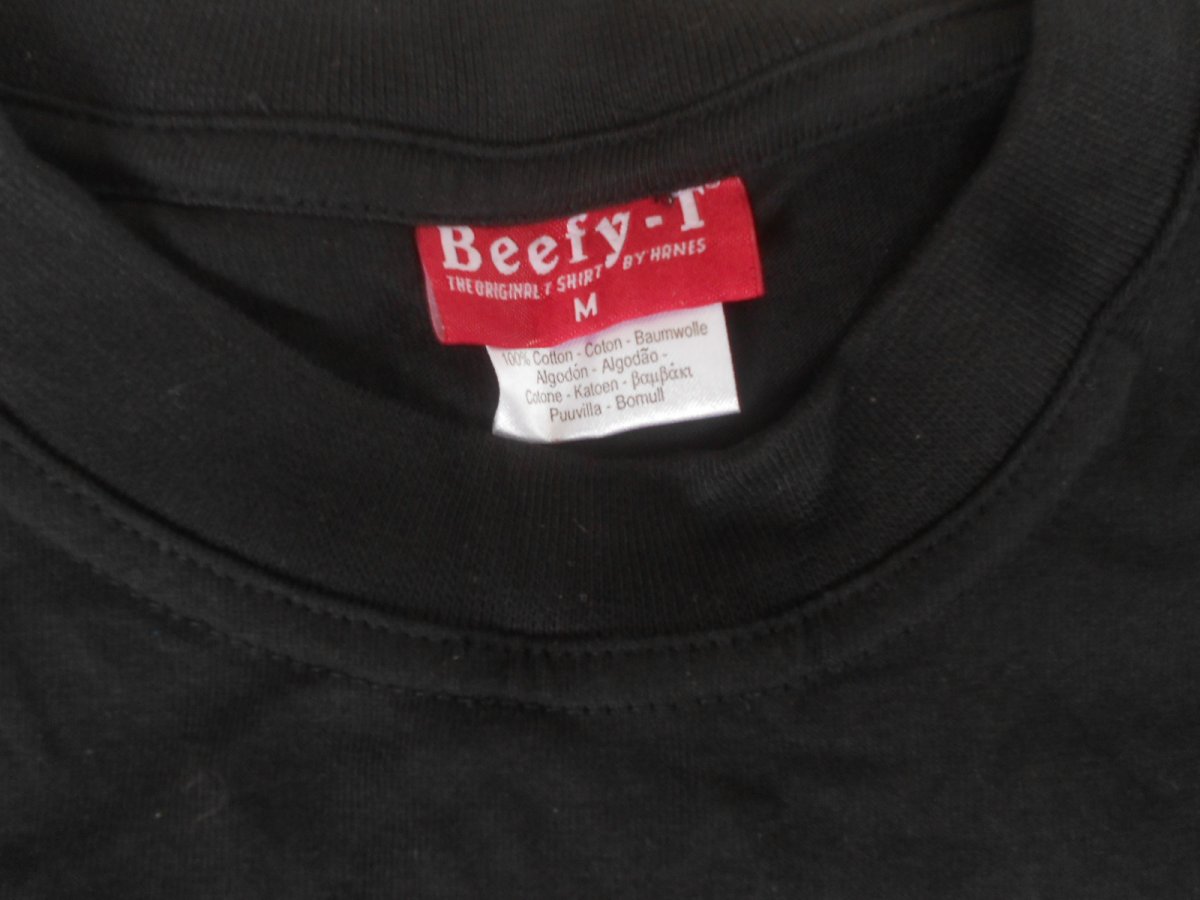 Beefy-T
THE ORIGINAL T SHIRT BY HANES
M
100% Cotton - Coton - Baumwolle
Algodón - Algodão -
Cotone - Katoen - βαμβάκι
Puuvilla - Bomull